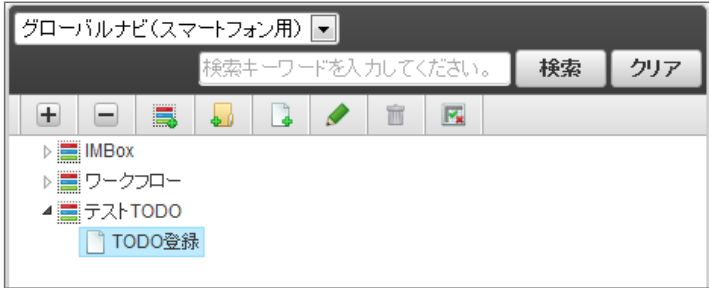 グローバルナビ(スマートフォン用)
検索キーワードを入力してください。 検索 クリア
IMBox
ワークフロー
テストTODO
TODO登録